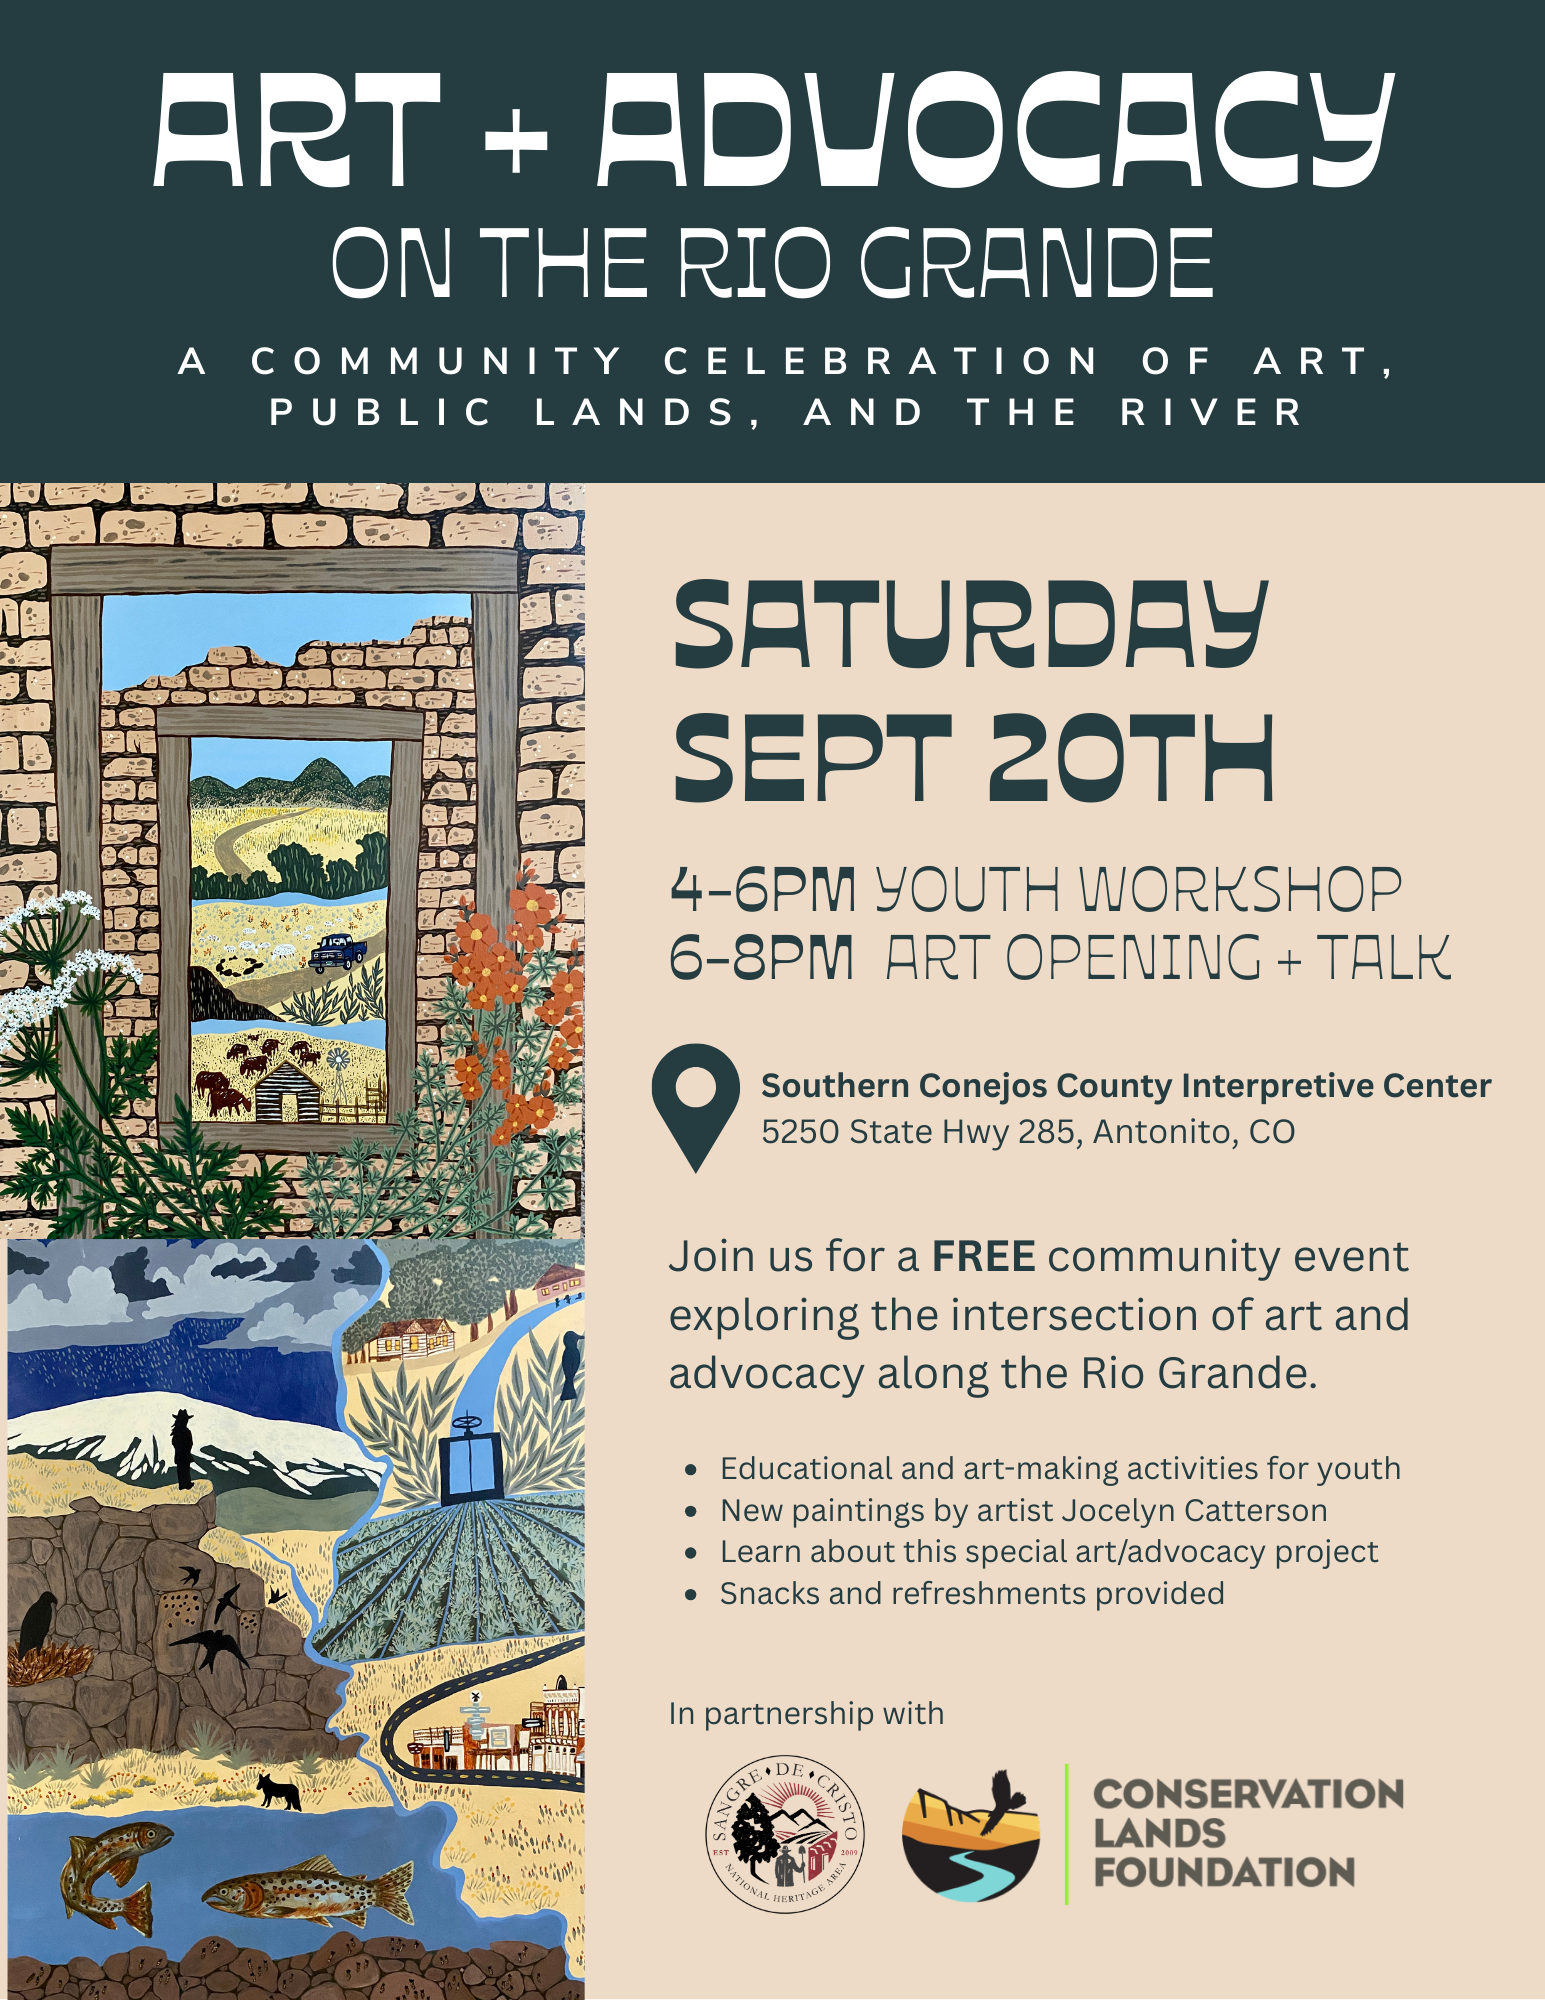 ART + ADVOCACY
ON THE RIO GRANDE
A COMMUNITY CELEBRATION OF ART,
PUBLIC LANDS, AND THE RIVER
SATURDAY
SEPT 20TH
4-6PM YOUTH WORKSHOP
6-8PM ART OPENING + TALK
Southern Conejos County Interpretive Center
5250 State Hwy 285, Antonito, CO
Join us for a FREE community event
exploring the intersection of art and
advocacy along the Rio Grande.
• Educational and art-making activities for youth
• New paintings by artist Jocelyn Catterson
• Learn about this special art/advocacy project
• Snacks and refreshments provided
In partnership with
SANGRE DE CRISTO
EST 2009
NATIONAL HERITAGE AREA
CONSERVATION
LANDS
FOUNDATION